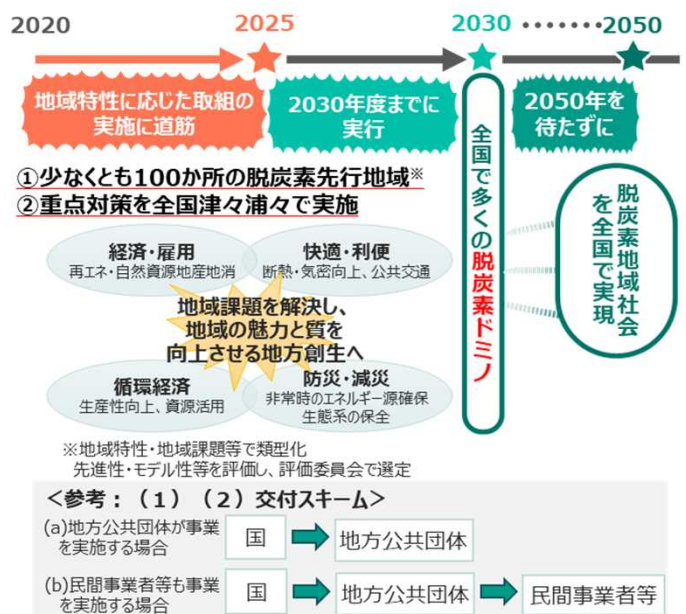 2020
2025
2030
・・・・・・・
2050
地域特性に応じた取組の
実施に道筋
2030年度までに
実行
2050年を
待たずに
①少なくとも100か所の脱炭素先行地域※
②重点対策を全国津々浦々で実施
経済・雇用
再エネ・自然資源地産地消
快適・利便
断熱・気密向上、公共交通
地域課題を解決し、
地域の魅力と質を
向上させる地方創生へ
循環経済
生産性向上、資源活用
防災・減災
非常時のエネルギー源確保
生態系の保全
全国で多くの脱炭素ドミノ
脱炭素地域社会
を全国で実現
※地域特性・地域課題等で類型化
先進性・モデル性等を評価し、評価委員会で選定
＜参考：（1）（2）交付スキーム＞
(a)地方公共団体が事業
を実施する場合
国
地方公共団体
(b)民間事業者等も事業
を実施する場合
国
地方公共団体
民間事業者等